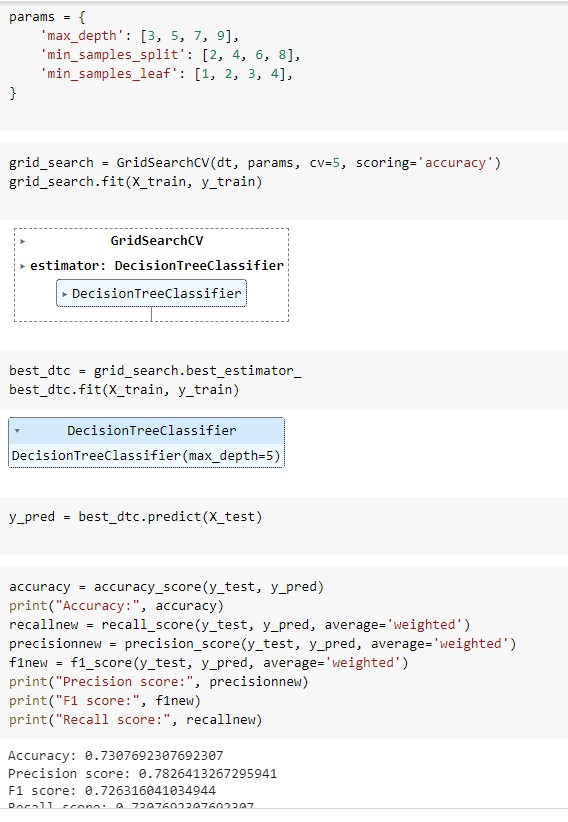 params = {
    'max_depth': [3, 5, 7, 9],
    'min_samples_split': [2, 4, 6, 8],
    'min_samples_leaf': [1, 2, 3, 4],
}
grid_search = GridSearchCV(dt, params, cv=5, scoring='accuracy')
grid_search.fit(X_train, y_train)
GridSearchCV
estimator: DecisionTreeClassifier
DecisionTreeClassifier
best_dtc = grid_search.best_estimator_
best_dtc.fit(X_train, y_train)
DecisionTreeClassifier
DecisionTreeClassifier(max_depth=5)
y_pred = best_dtc.predict(X_test)
accuracy = accuracy_score(y_test, y_pred)
print("Accuracy:", accuracy)
recallnew = recall_score(y_test, y_pred, average='weighted')
precisionnew = precision_score(y_test, y_pred, average='weighted')
f1new = f1_score(y_test, y_pred, average='weighted')
print("Precision score:", precisionnew)
print("F1 score:", f1new)
print("Recall score:", recallnew)
Accuracy: 0.7307692307692307
Precision score: 0.7826413267295941
F1 score: 0.726316041034944
Recall score: 0.7307692307692307